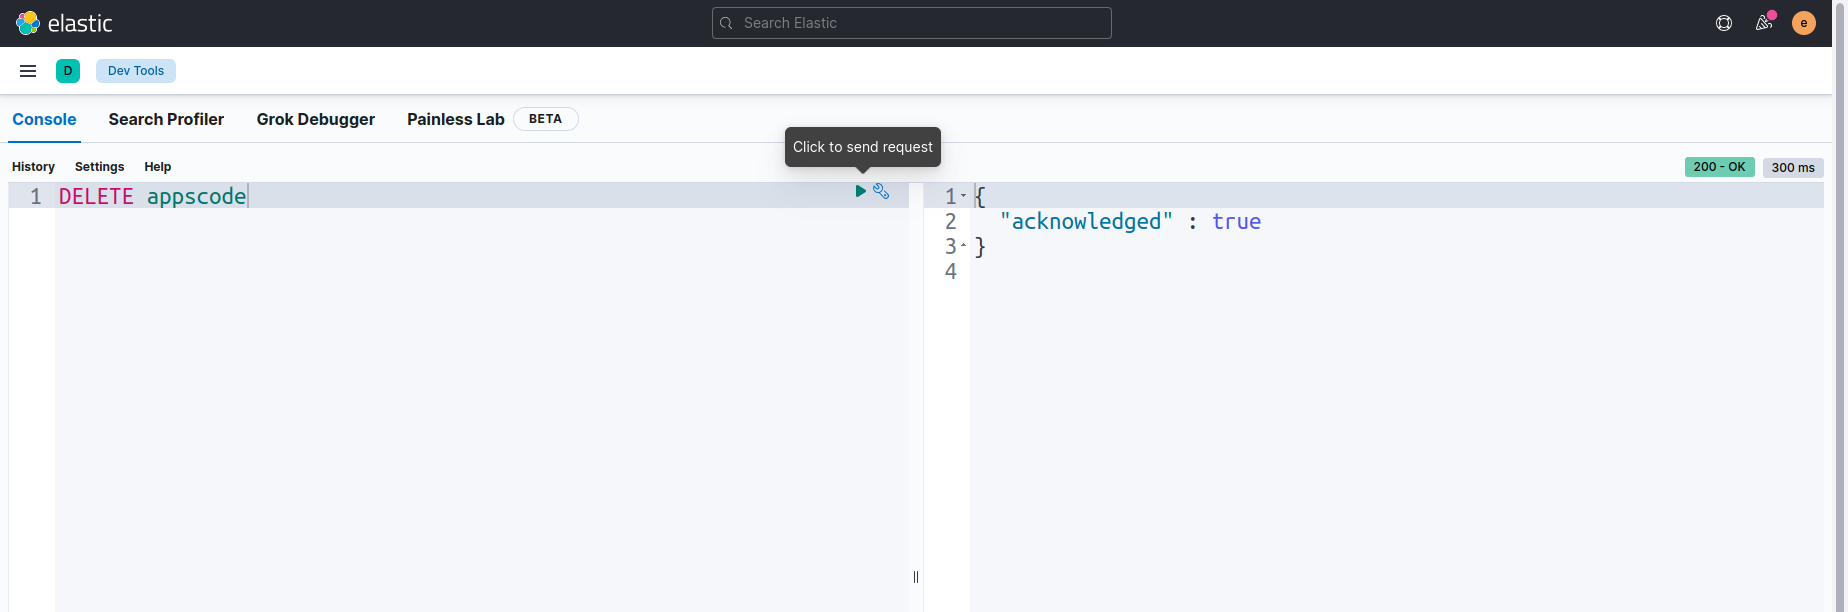 elastic
Search Elastic
e
D
Dev Tools
Console
Search Profiler
Grok Debugger
Painless Lab
BETA
Click to send request
History
Settings
Help
200 - OK
300 ms
1 DELETE appscode
1 {
2 "acknowledged" : true
3 }
4